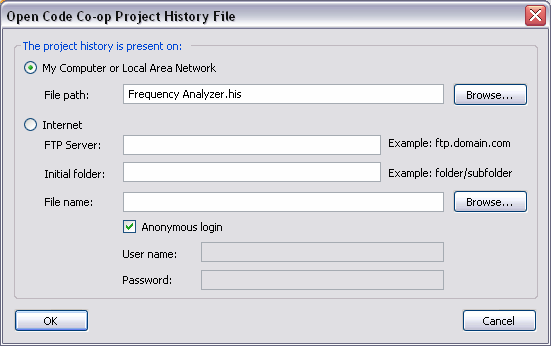 Open Code Co-op Project History File
The project history is present on:
My Computer or Local Area Network
File path: Frequency Analyzer.his Browse...
Internet
FTP Server: Example: ftp.domain.com
Initial folder: Example: folder/subfolder
File name: Browse...
Anonymous login
User name:
Password:
OK Cancel